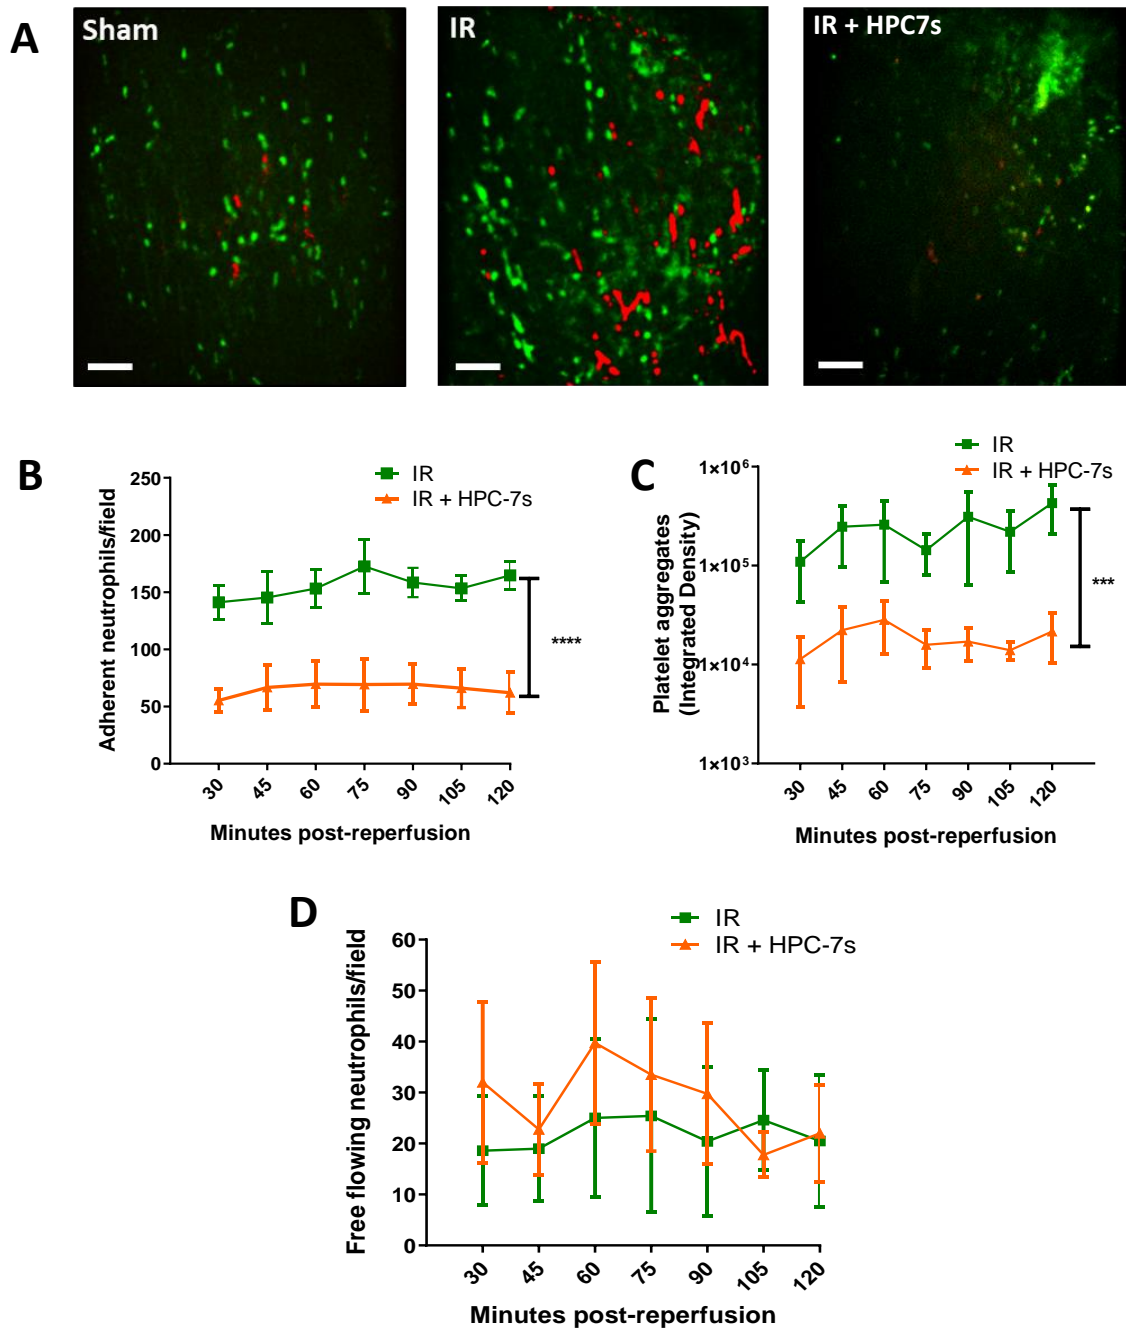 A
Sham
IR
IR + HPC7s
B
IR
IR + HPC-7s
Adherent neutrophils/field
250
200
150
100
50
0
****
30
45
60
75
90
105
120
Minutes post-reperfusion
C
IR
IR + HPC-7s
Platelet aggregates
(Integrated Density)
1×10⁶
1×10⁵
1×10⁴
1×10³
***
30
45
60
75
90
105
120
Minutes post-reperfusion
D
IR
IR + HPC-7s
Free flowing neutrophils/field
60
50
40
30
20
10
0
30
45
60
75
90
105
120
Minutes post-reperfusion